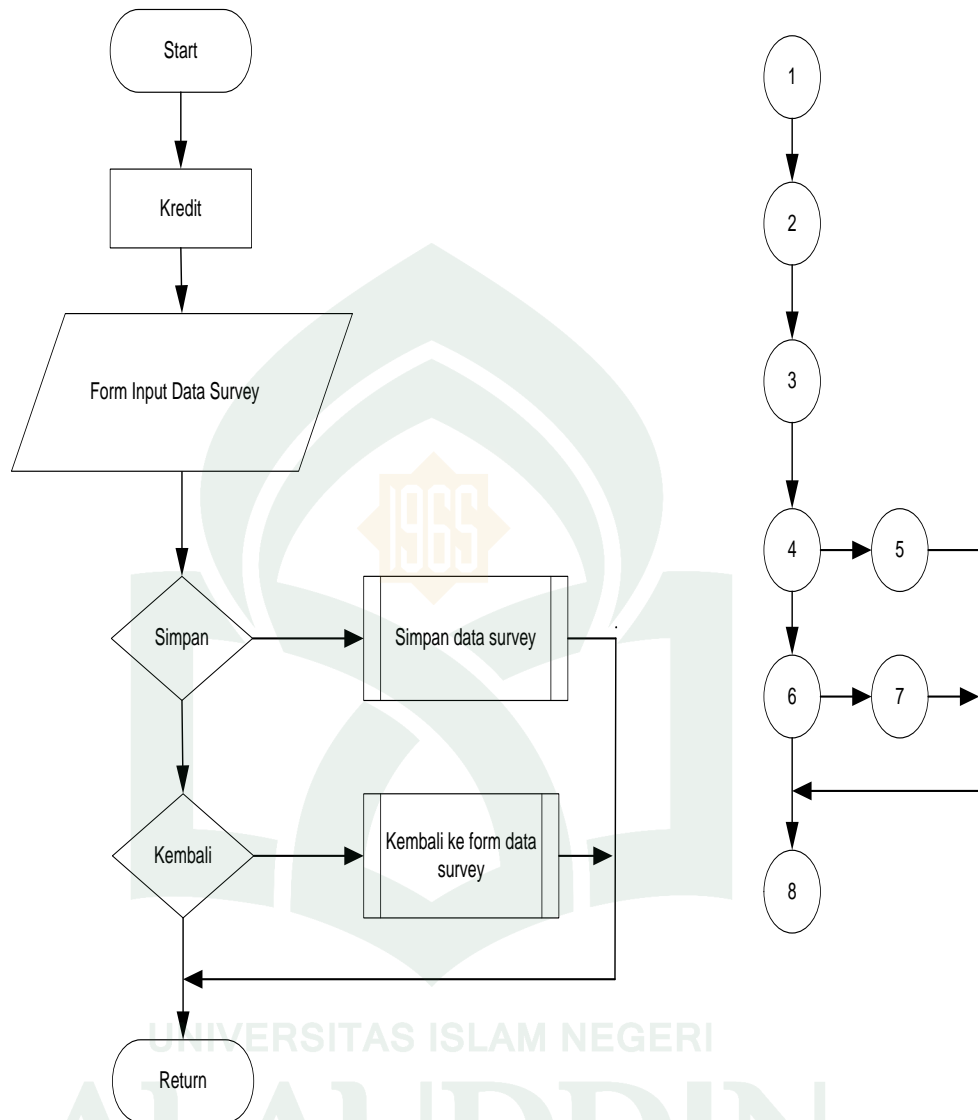 Start
Kredit
Form Input Data Survey
Simpan
Simpan data survey
Kembali
Kembali ke form data
survey
Return
1
2
3
4
5
6
7
8
1965
UNIVERSITAS ISLAM NEGERI
ALAUDDIN